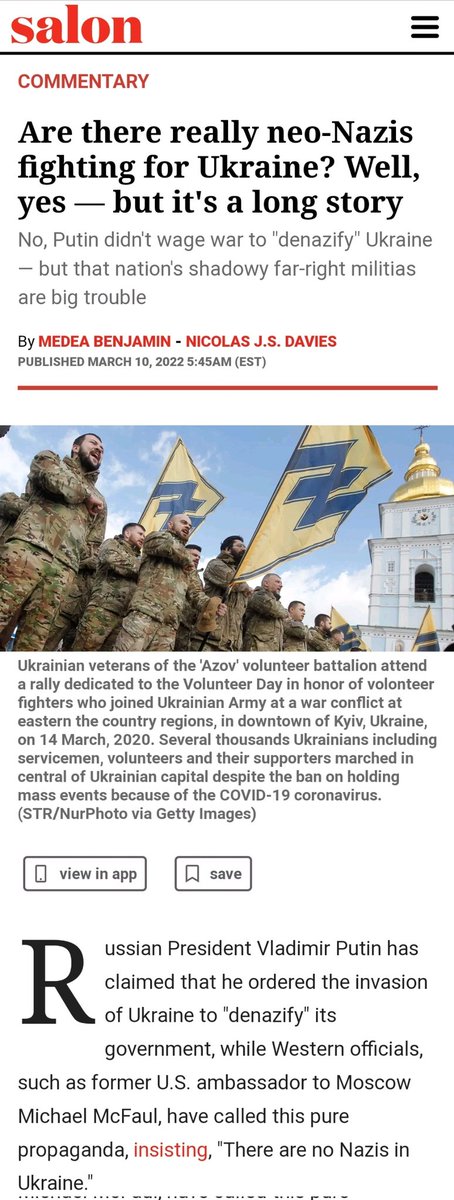 salon
COMMENTARY
Are there really neo-Nazis
fighting for Ukraine? Well,
yes — but it's a long story
No, Putin didn't wage war to "denazify" Ukraine
— but that nation's shadowy far-right militias
are big trouble
By MEDEA BENJAMIN - NICOLAS J.S. DAVIES
PUBLISHED MARCH 10, 2022 5:45AM (EST)
Ukrainian veterans of the 'Azov' volunteer battalion attend
a rally dedicated to the Volunteer Day in honor of volonteer
fighters who joined Ukrainian Army at a war conflict at
eastern the country regions, in downtown of Kyiv, Ukraine,
on 14 March, 2020. Several thousands Ukrainians including
servicemen, volunteers and their supporters marched in
central of Ukrainian capital despite the ban on holding
mass events because of the COVID-19 coronavirus.
(STR/NurPhoto via Getty Images)
view in app save
Russian President Vladimir Putin has
claimed that he ordered the invasion
of Ukraine to "denazify" its
government, while Western officials,
such as former U.S. ambassador to Moscow
Michael McFaul, have called this pure
propaganda, insisting, "There are no Nazis in
Ukraine."